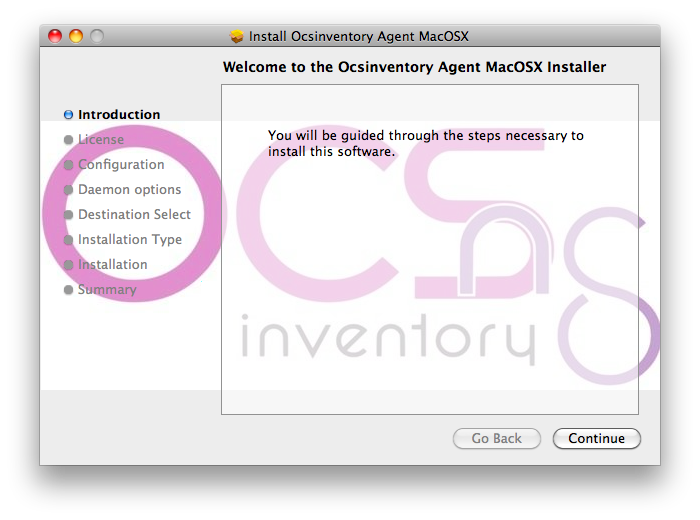 Install Ocsinventory Agent MacOSX
Welcome to the Ocsinventory Agent MacOSX Installer
Introduction
License
Configuration
Daemon options
Destination Select
Installation Type
Installation
Summary
You will be guided through the steps necessary to
install this software.
OCS
ng
inventory
Go Back
Continue